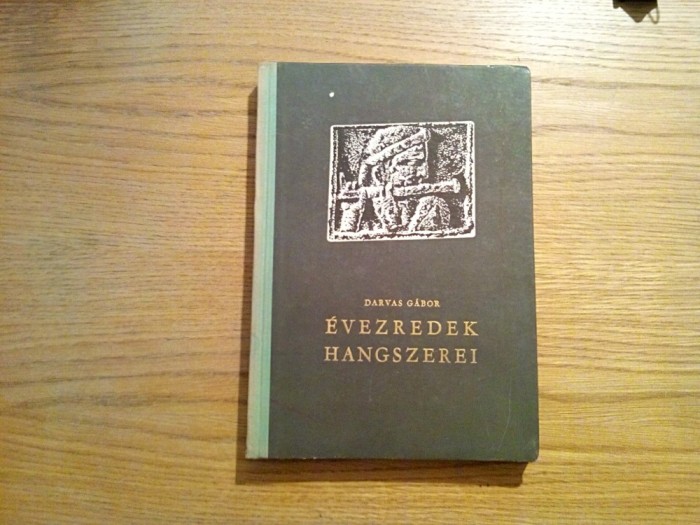 DARVAS GÁBOR
ÉVEZREDEK
HANGSZEREI